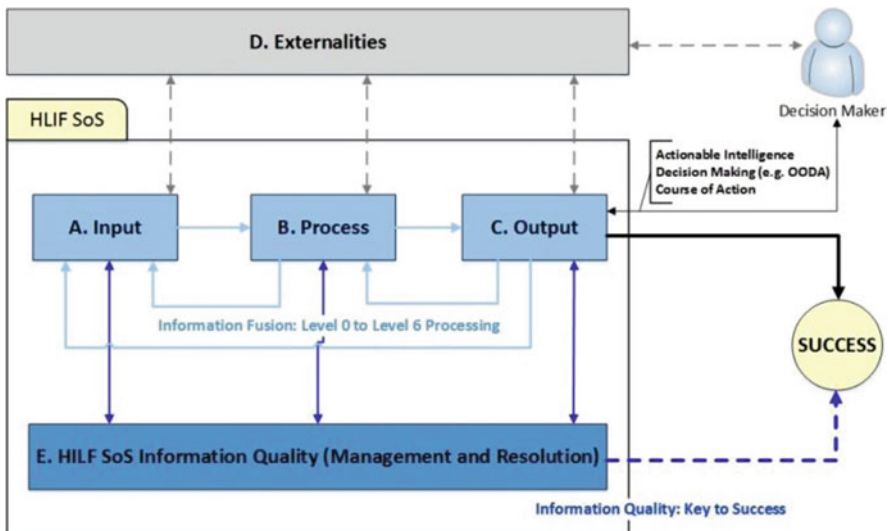 D. Externalities
Decision Maker
HLIF SoS
Actionable Intelligence
Decision Making (e.g. OODA)
Course of Action
A. Input
B. Process
C. Output
Information Fusion: Level 0 to Level 6 Processing
SUCCESS
E. HILF SoS Information Quality (Management and Resolution)
Information Quality: Key to Success